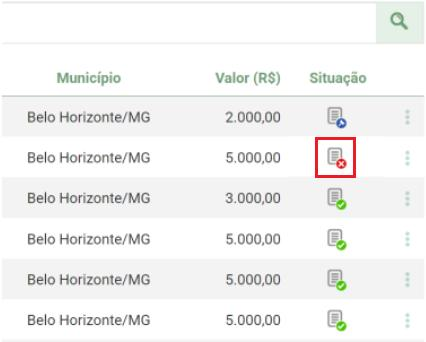 Município Valor (R$) Situação
Belo Horizonte/MG 2.000,00
Belo Horizonte/MG 5.000,00
Belo Horizonte/MG 3.000,00
Belo Horizonte/MG 5.000,00
Belo Horizonte/MG 5.000,00
Belo Horizonte/MG 5.000,00